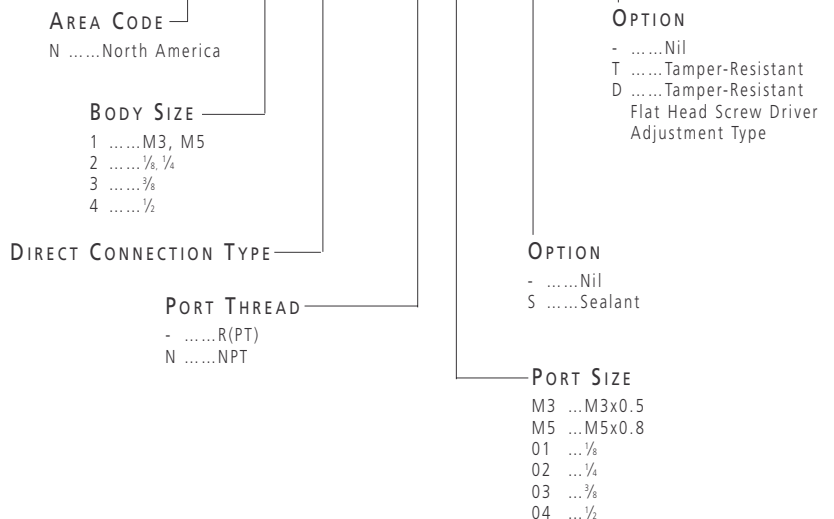 AREA CODE
N ......North America
BODY SIZE
1 ......M3, M5
2 ......⅛, ¼
3 ......⅜
4 ......½
DIRECT CONNECTION TYPE
PORT THREAD
- ......R(PT)
N ......NPT
OPTION
- ......Nil
T ......Tamper-Resistant
D ......Tamper-Resistant
Flat Head Screw Driver
Adjustment Type
OPTION
- ......Nil
S ......Sealant
PORT SIZE
M3 ...M3x0.5
M5 ...M5x0.8
01 ...⅛
02 ...¼
03 ...⅜
04 ...½